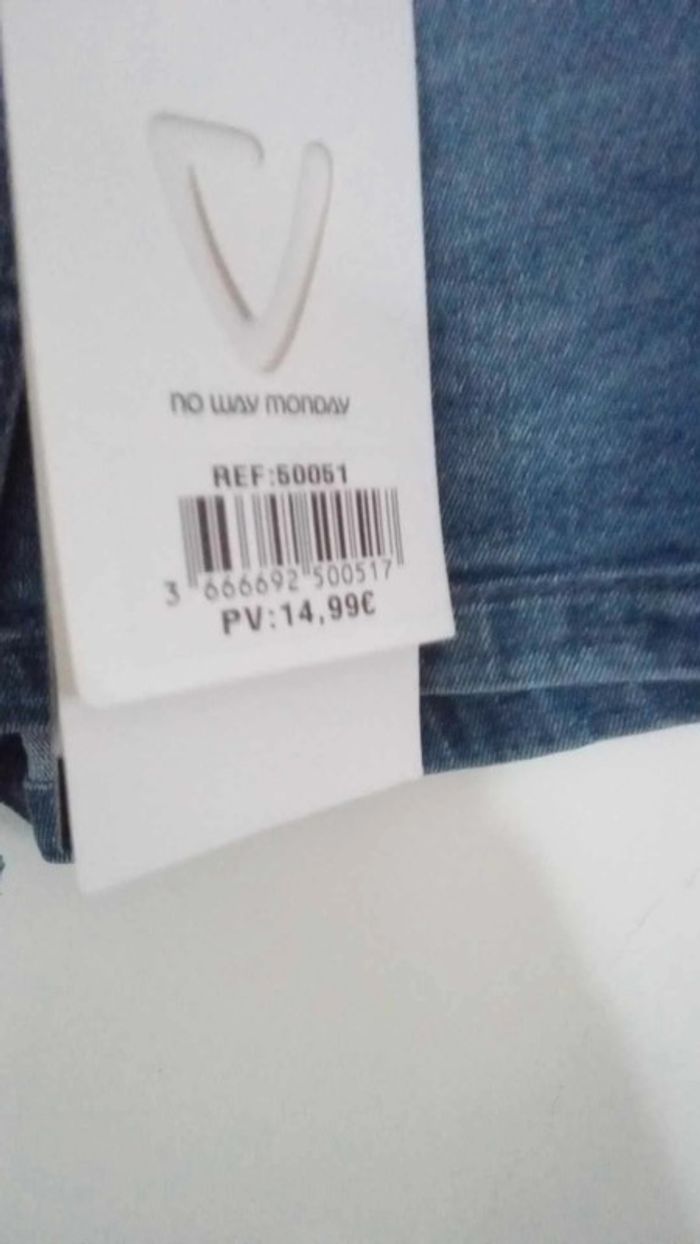 no way monday
REF:50051
3 666692 500517
PV:14,99€